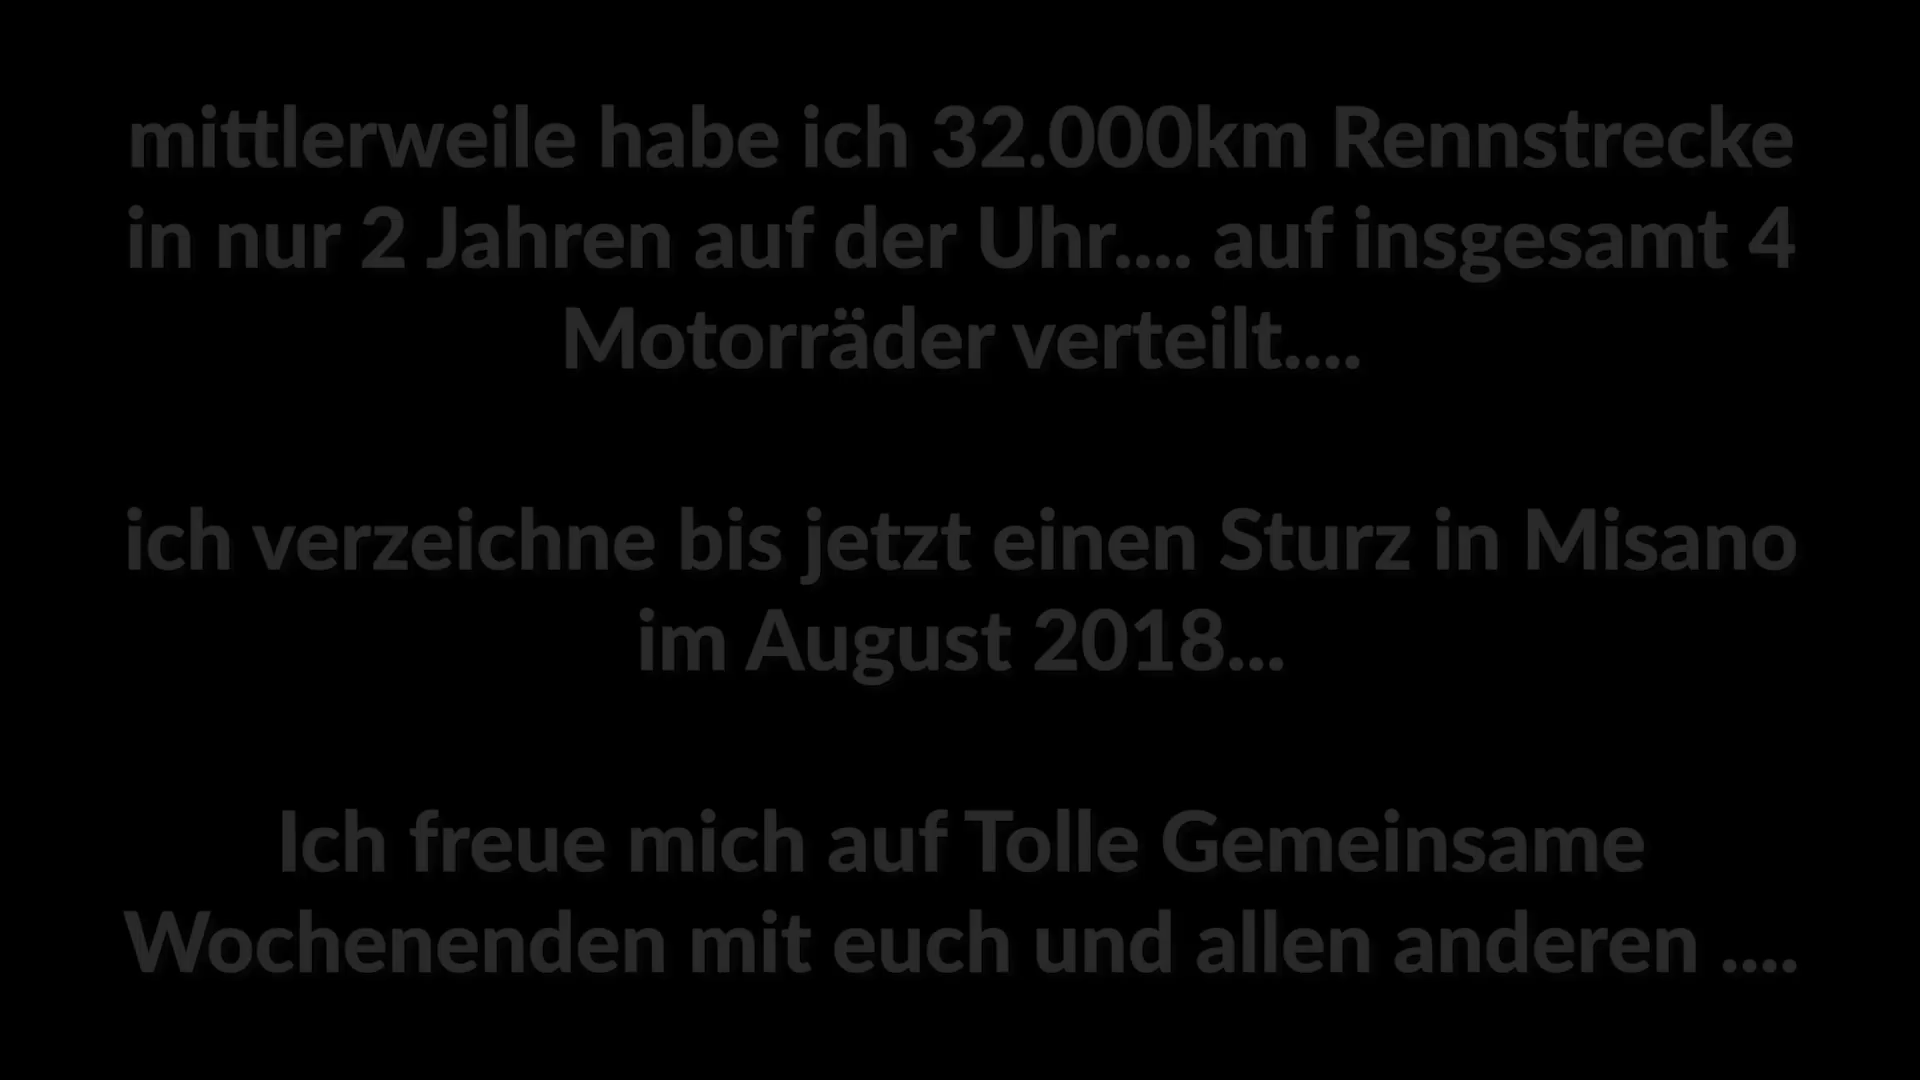 mittlerweile habe ich 32.000km Rennstrecke
in nur 2 Jahren auf der Uhr.... auf insgesamt 4
Motorräder verteilt....
ich verzeichne bis jetzt einen Sturz in Misano
im August 2018...
Ich freue mich auf Tolle Gemeinsame
Wochenenden mit euch und allen anderen ....